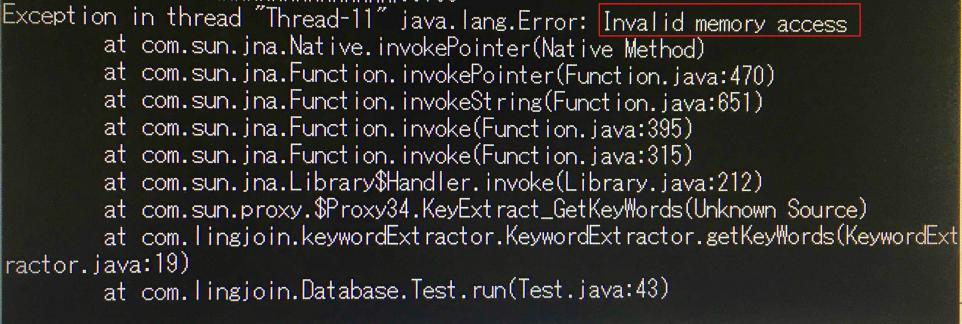 Exception in thread "Thread-11" java.lang.Error: Invalid memory access
at com.sun.jna.Native.invokePointer(Native Method)
at com.sun.jna.Function.invokePointer(Function.java:470)
at com.sun.jna.Function.invokeString(Function.java:651)
at com.sun.jna.Function.invoke(Function.java:395)
at com.sun.jna.Function.invoke(Function.java:315)
at com.sun.jna.Library$Handler.invoke(Library.java:212)
at com.sun.proxy.$Proxy34.KeyExtract_GetKeyWords(Unknown Source)
at com.lingjoin.keywordExtractor.KeywordExtractor.getKeyWords(KeywordExt
ractor.java:19)
at com.lingjoin.Database.Test.run(Test.java:43)